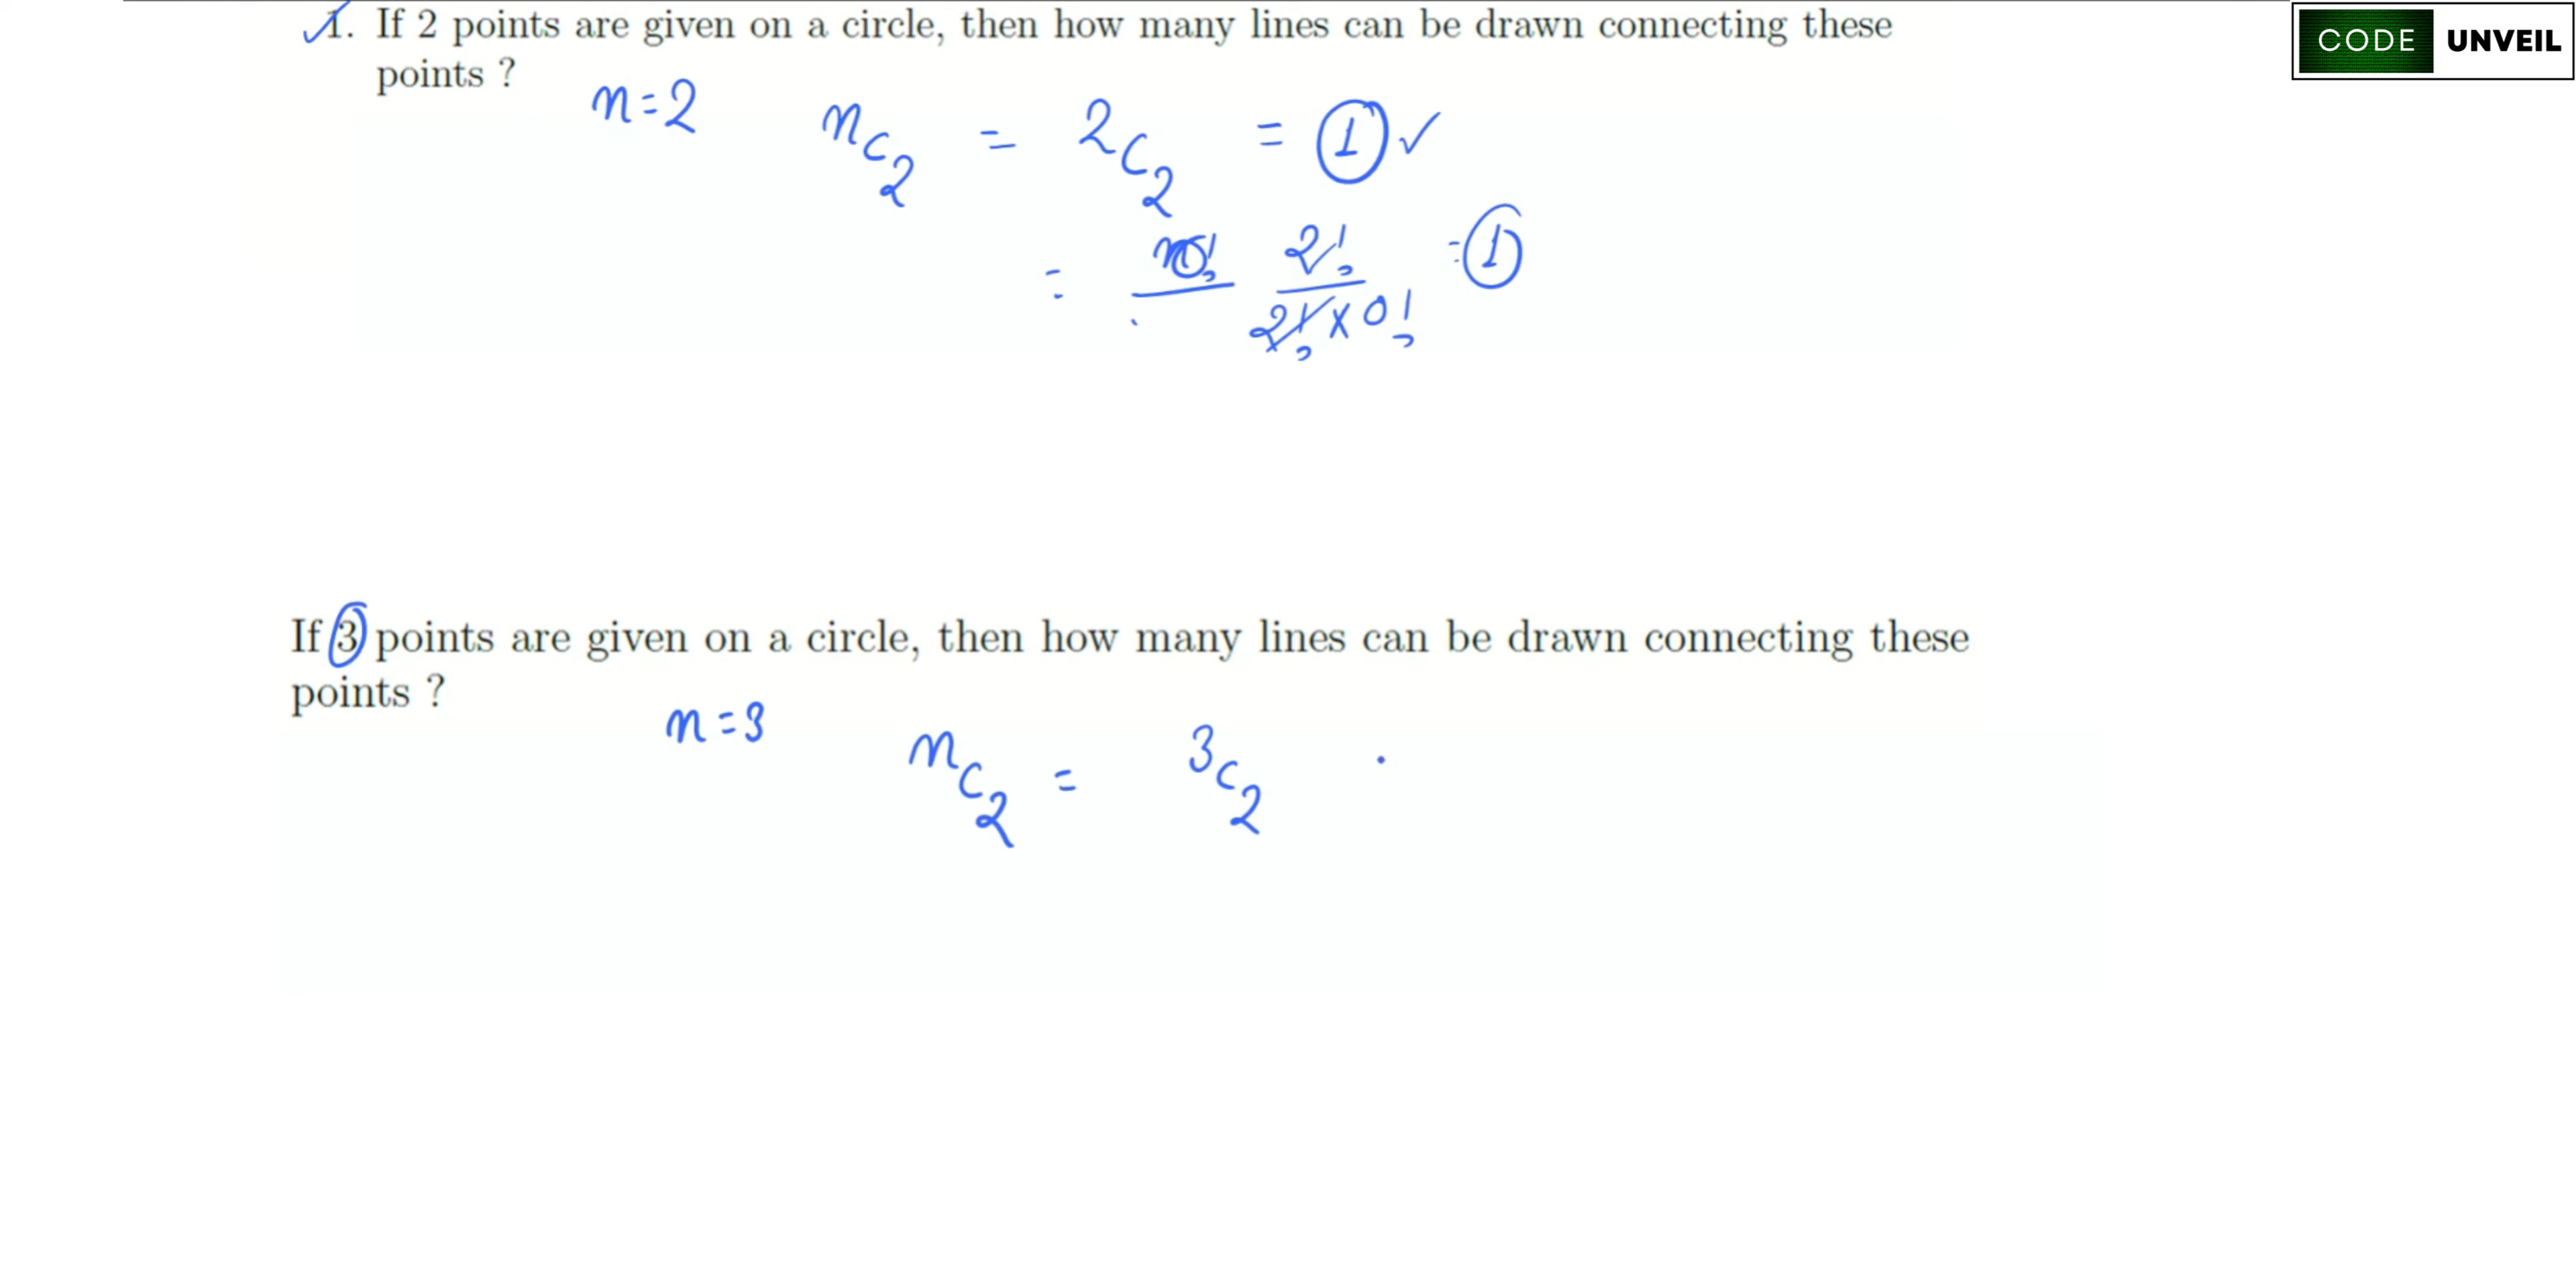 1. If 2 points are given on a circle, then how many lines can be drawn connecting these
CODE UNVEIL
points ?
n=2 nC2 = 2C2 = 1 ✓
= 2! / 2! × 0! = 1
If 3 points are given on a circle, then how many lines can be drawn connecting these
points ?
n=3 nC2 = 3C2